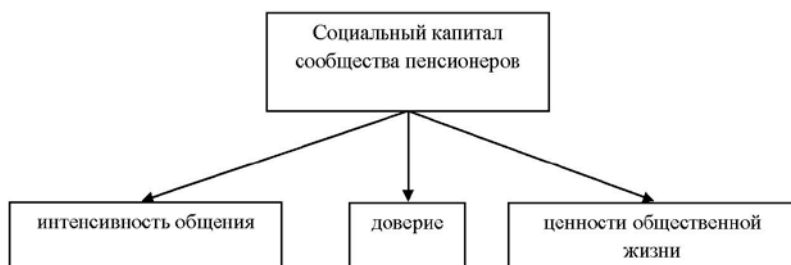 Социальный капитал
сообщества пенсионеров
интенсивность общения
доверие
ценности общественной
жизни